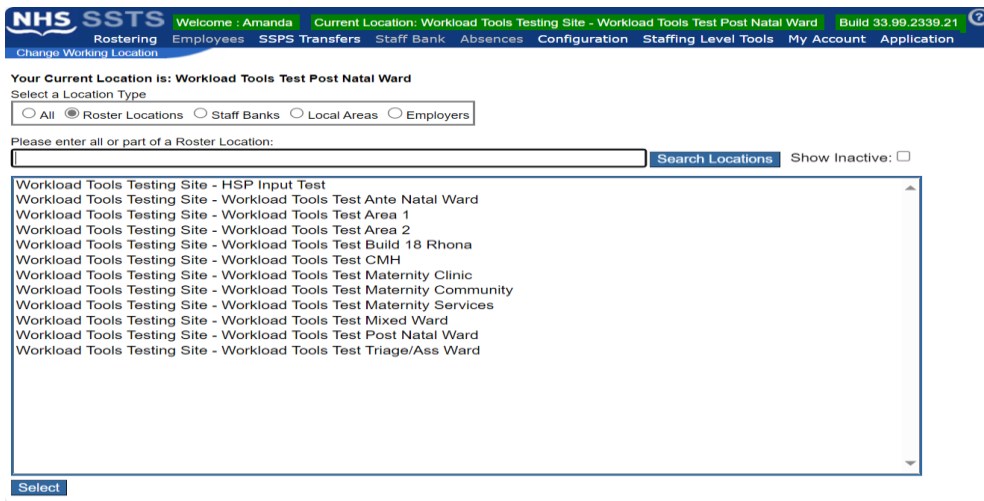 NHS SSTS Welcome : Amanda Current Location: Workload Tools Testing Site - Workload Tools Test Post Natal Ward Build 33.99.2339.21 ?
Rostering Employees SSPS Transfers Staff Bank Absences Configuration Staffing Level Tools My Account Application
Change Working Location
Your Current Location is: Workload Tools Test Post Natal Ward
Select a Location Type
All Roster Locations Staff Banks Local Areas Employers
Please enter all or part of a Roster Location:
Search Locations Show Inactive:
Workload Tools Testing Site - HSP Input Test
Workload Tools Testing Site - Workload Tools Test Ante Natal Ward
Workload Tools Testing Site - Workload Tools Test Area 1
Workload Tools Testing Site - Workload Tools Test Area 2
Workload Tools Testing Site - Workload Tools Test Build 18 Rhona
Workload Tools Testing Site - Workload Tools Test CMH
Workload Tools Testing Site - Workload Tools Test Maternity Clinic
Workload Tools Testing Site - Workload Tools Test Maternity Community
Workload Tools Testing Site - Workload Tools Test Maternity Services
Workload Tools Testing Site - Workload Tools Test Mixed Ward
Workload Tools Testing Site - Workload Tools Test Post Natal Ward
Workload Tools Testing Site - Workload Tools Test Triage/Ass Ward
Select